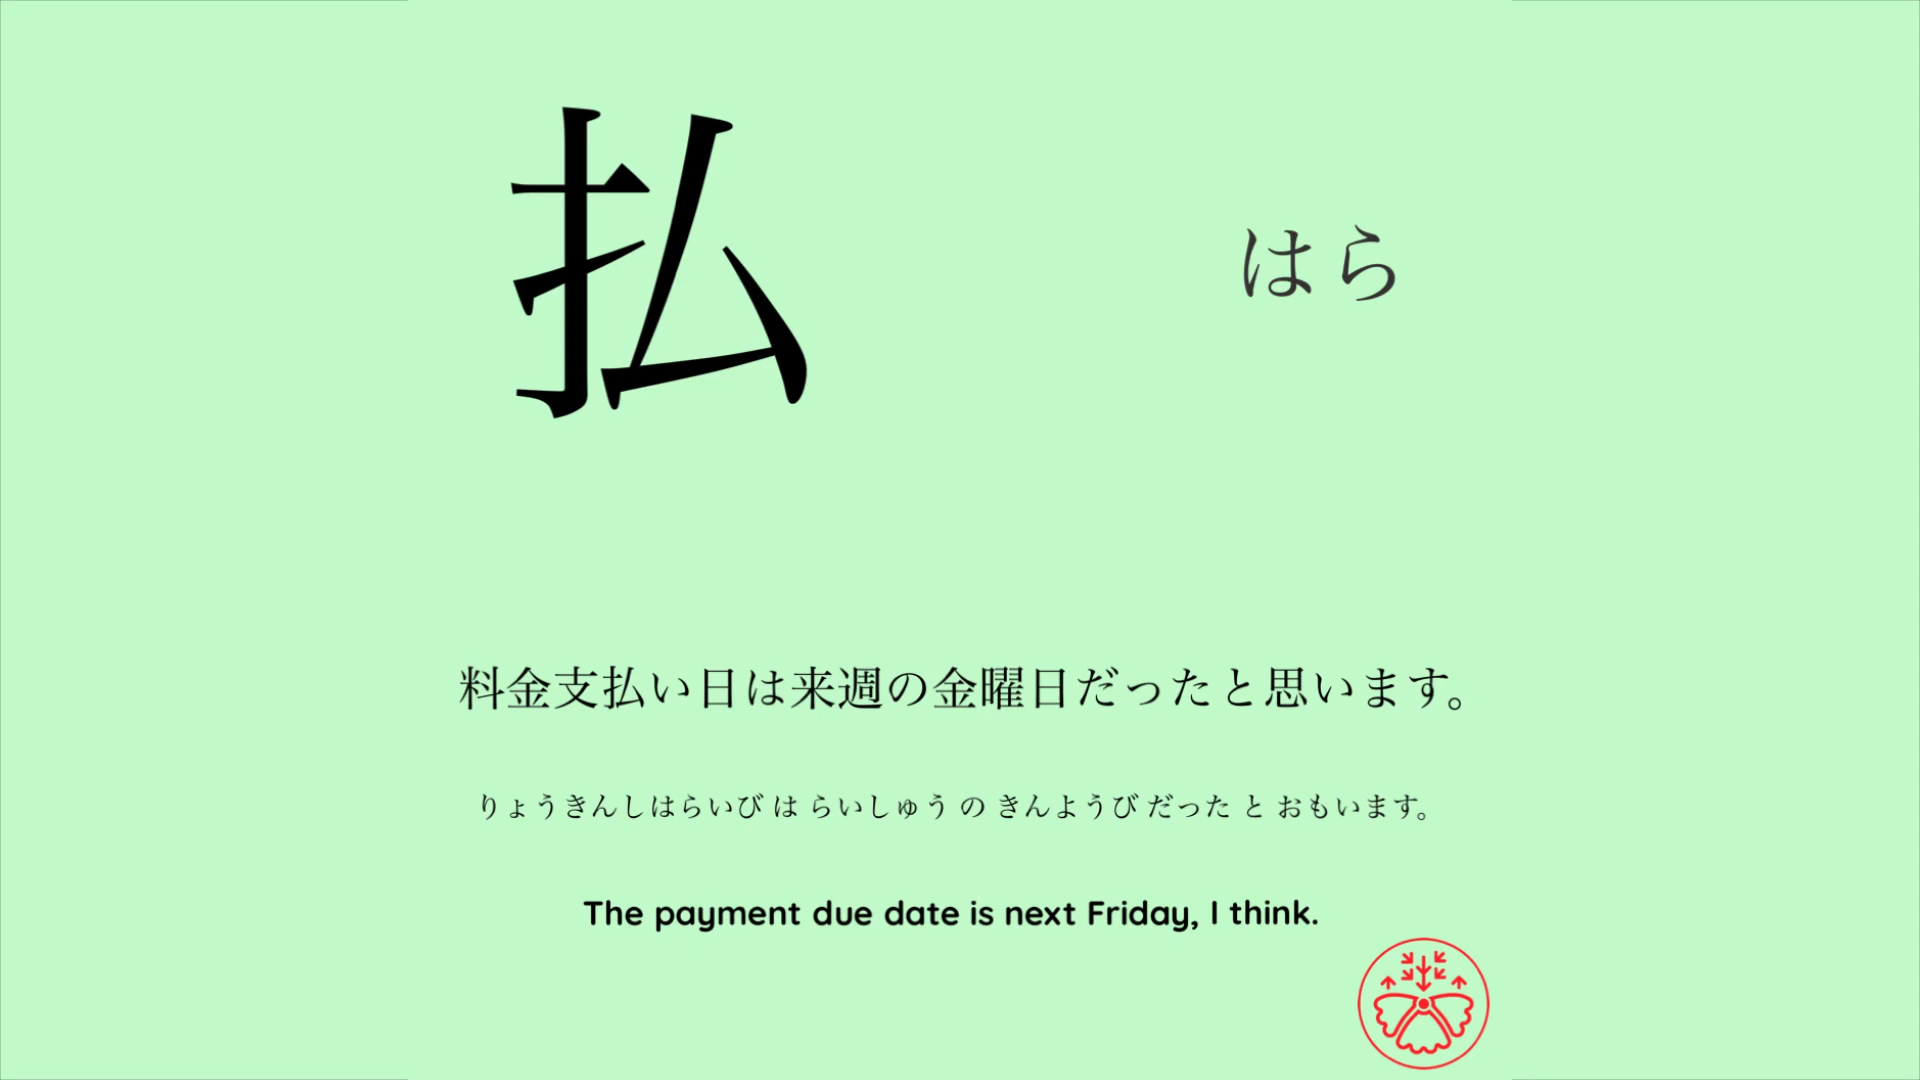 払
はら
料金支払い日は来週の金曜日だったと思います。
りょうきんしはらいび は らいしゅう の きんようび だった と おもいます。
The payment due date is next Friday, I think.